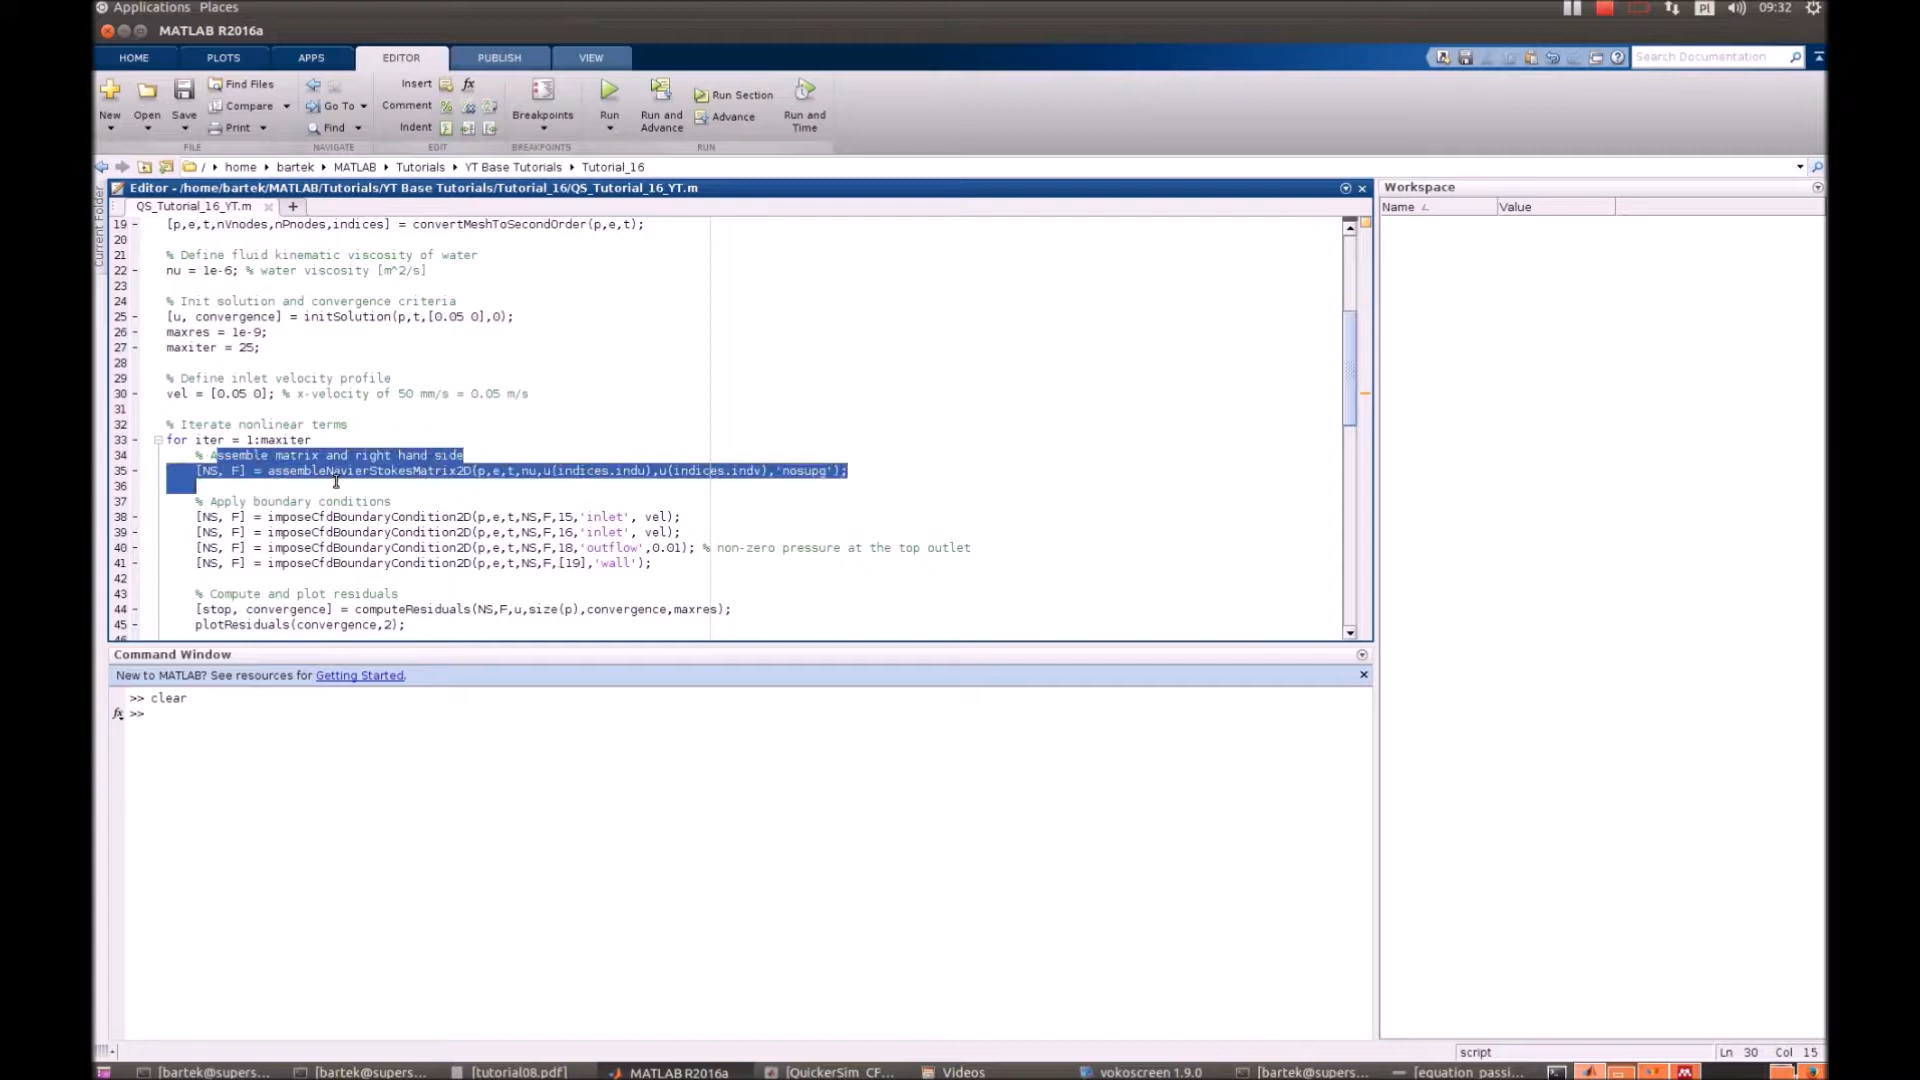 Applications Places
Pl 09:32
MATLAB R2016a
HOME PLOTS APPS EDITOR PUBLISH VIEW
Search Documentation
New Open Save Find Files Compare Print
Go To Find
Insert fx
Comment %
Indent
Breakpoints Run Run and Advance Run Section Advance Run and Time
FILE NAVIGATE EDIT BREAKPOINTS RUN
/ home bartek MATLAB Tutorials YT Base Tutorials Tutorial_16
Current Folder
Editor - /home/bartek/MATLAB/Tutorials/YT Base Tutorials/Tutorial_16/QS_Tutorial_16_YT.m
QS_Tutorial_16_YT.m +
19 - [p,e,t,nVnodes,nPnodes,indices] = convertMeshToSecondOrder(p,e,t);
20
21 % Define fluid kinematic viscosity of water
22 - nu = 1e-6; % water viscosity [m^2/s]
23
24 % Init solution and convergence criteria
25 - [u, convergence] = initSolution(p,t,[0.05 0],0);
26 - maxres = 1e-9;
27 - maxiter = 25;
28
29 % Define inlet velocity profile
30 - vel = [0.05 0]; % x-velocity of 50 mm/s = 0.05 m/s
31
32 % Iterate nonlinear terms
33 - for iter = 1:maxiter
34 % Assemble matrix and right hand side
35 - [NS, F] = assembleNavierStokesMatrix2D(p,e,t,nu,u(indices.indu),u(indices.indv),'nosupg');
36
37 % Apply boundary conditions
38 - [NS, F] = imposeCfdBoundaryCondition2D(p,e,t,NS,F,15,'inlet', vel);
39 - [NS, F] = imposeCfdBoundaryCondition2D(p,e,t,NS,F,16,'inlet', vel);
40 - [NS, F] = imposeCfdBoundaryCondition2D(p,e,t,NS,F,18,'outflow',0.01); % non-zero pressure at the top outlet
41 - [NS, F] = imposeCfdBoundaryCondition2D(p,e,t,NS,F,[19],'wall');
42
43 % Compute and plot residuals
44 - [stop, convergence] = computeResiduals(NS,F,u,size(p),convergence,maxres);
45 - plotResiduals(convergence,2);
Workspace
Name Value
Command Window
New to MATLAB? See resources for Getting Started.
>> clear
fx >>
script Ln 30 Col 15
[bartek@supers... [bartek@supers... [tutorial08.pdf] MATLAB R2016a [QuickerSim CF... Videos vokoscreen 1.9.0 [bartek@supers... [equation_passi...